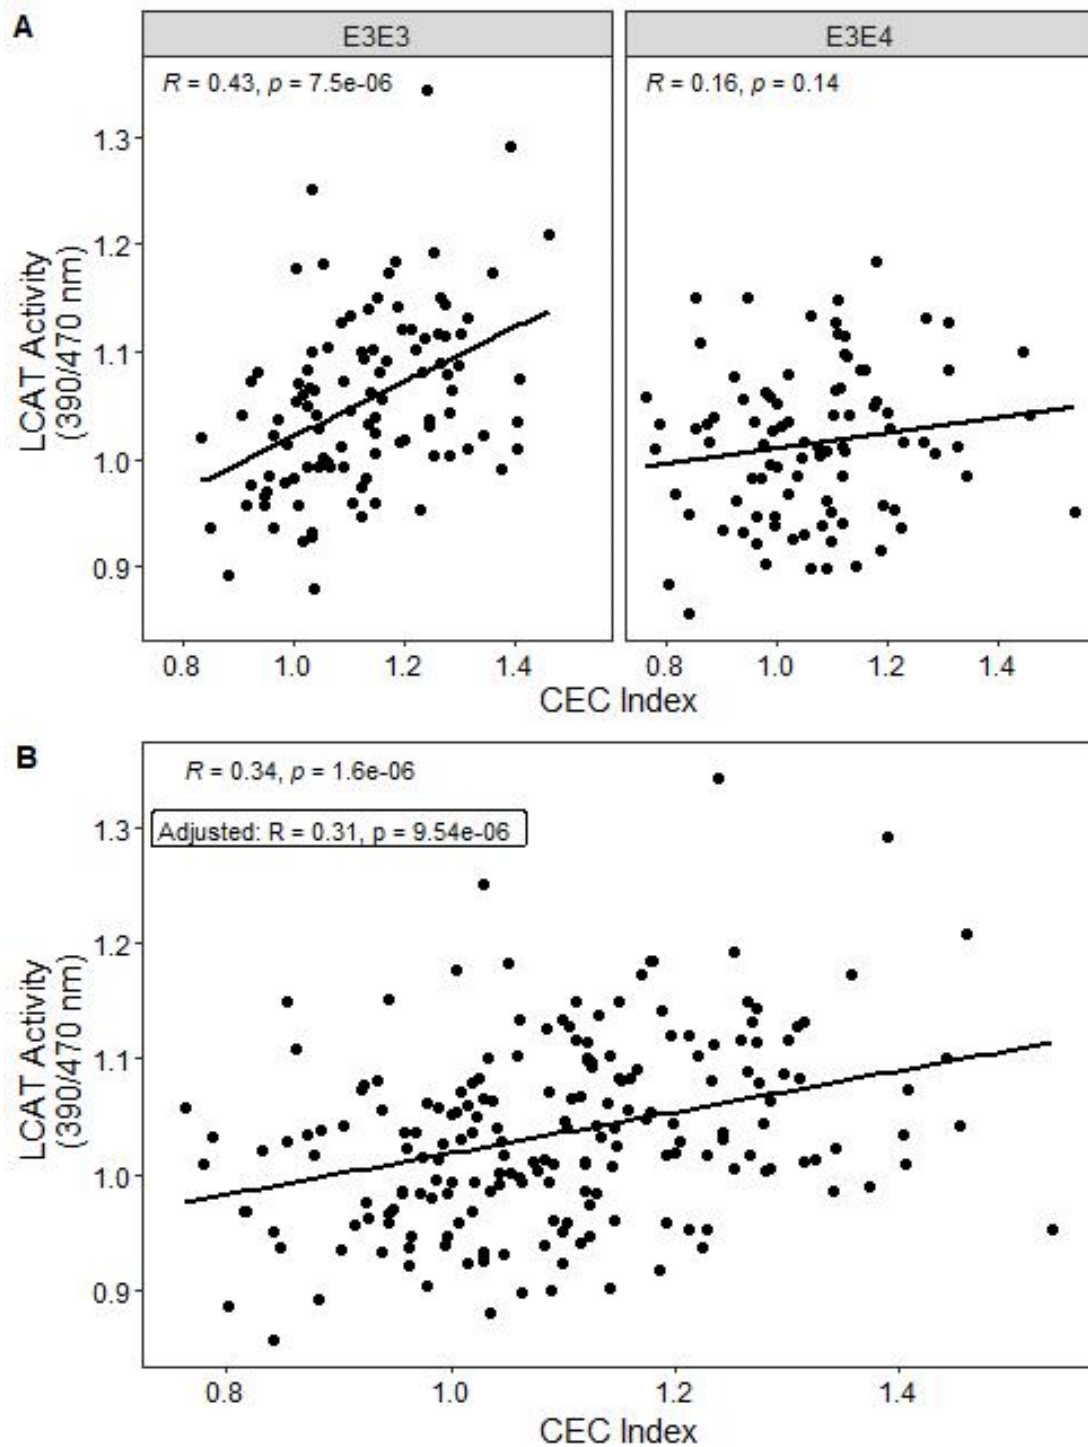 A
E3E3
E3E4
R = 0.43, p = 7.5e-06
R = 0.16, p = 0.14
1.3
1.2
1.1
1.0
0.9
LCAT Activity
(390/470 nm)
0.8 1.0 1.2 1.4
0.8 1.0 1.2 1.4
CEC Index
B
R = 0.34, p = 1.6e-06
Adjusted: R = 0.31, p = 9.54e-06
1.3
1.2
1.1
1.0
0.9
LCAT Activity
(390/470 nm)
0.8 1.0 1.2 1.4
CEC Index